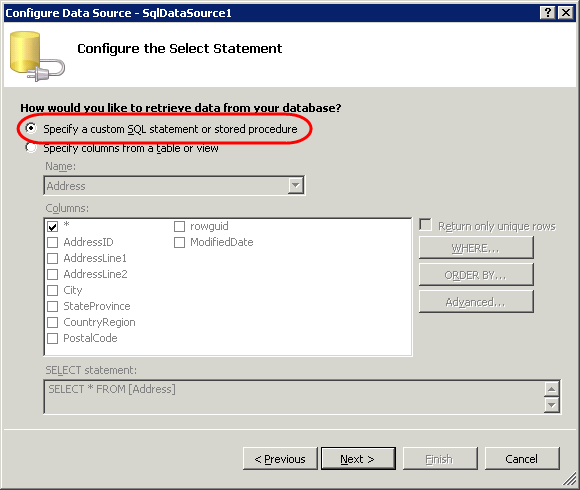 Configure Data Source - SqlDataSource1
Configure the Select Statement
How would you like to retrieve data from your database?
Specify a custom SQL statement or stored procedure
Specify columns from a table or view
Name:
Address
Columns:
*
rowguid
Return only unique rows
AddressID
ModifiedDate
WHERE...
AddressLine1
AddressLine2
ORDER BY...
City
StateProvince
Advanced...
CountryRegion
PostalCode
SELECT statement:
SELECT * FROM [Address]
< Previous
Next >
Finish
Cancel